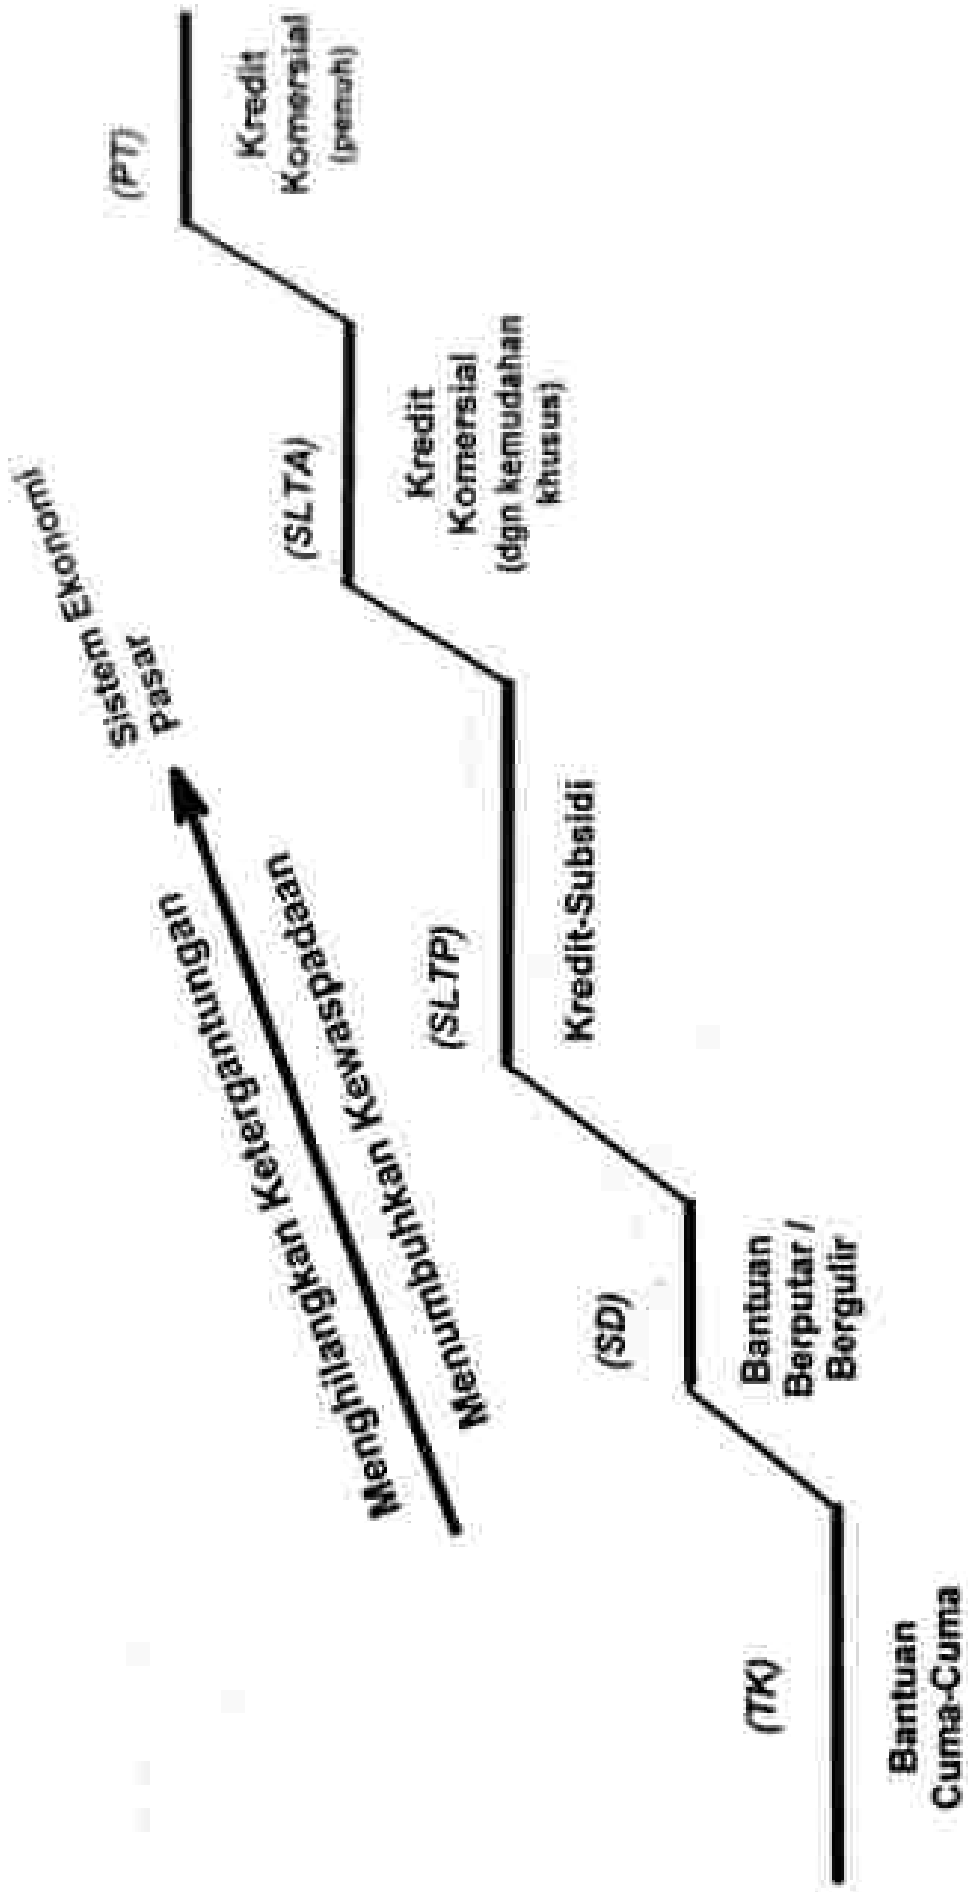 Sistem Ekonomi
Pasar
Menghilangkan Ketergantungan
Menumbuhkan Kewaspadaan
(PT)
Kredit
Komersial
(penuh)
(SLTA)
Kredit
Komersial
(dgn kemudahan
khusus)
(SLTP)
Kredit-Subsidi
(SD)
Bantuan
Berputar /
Bergulir
(TK)
Bantuan
Cuma-Cuma